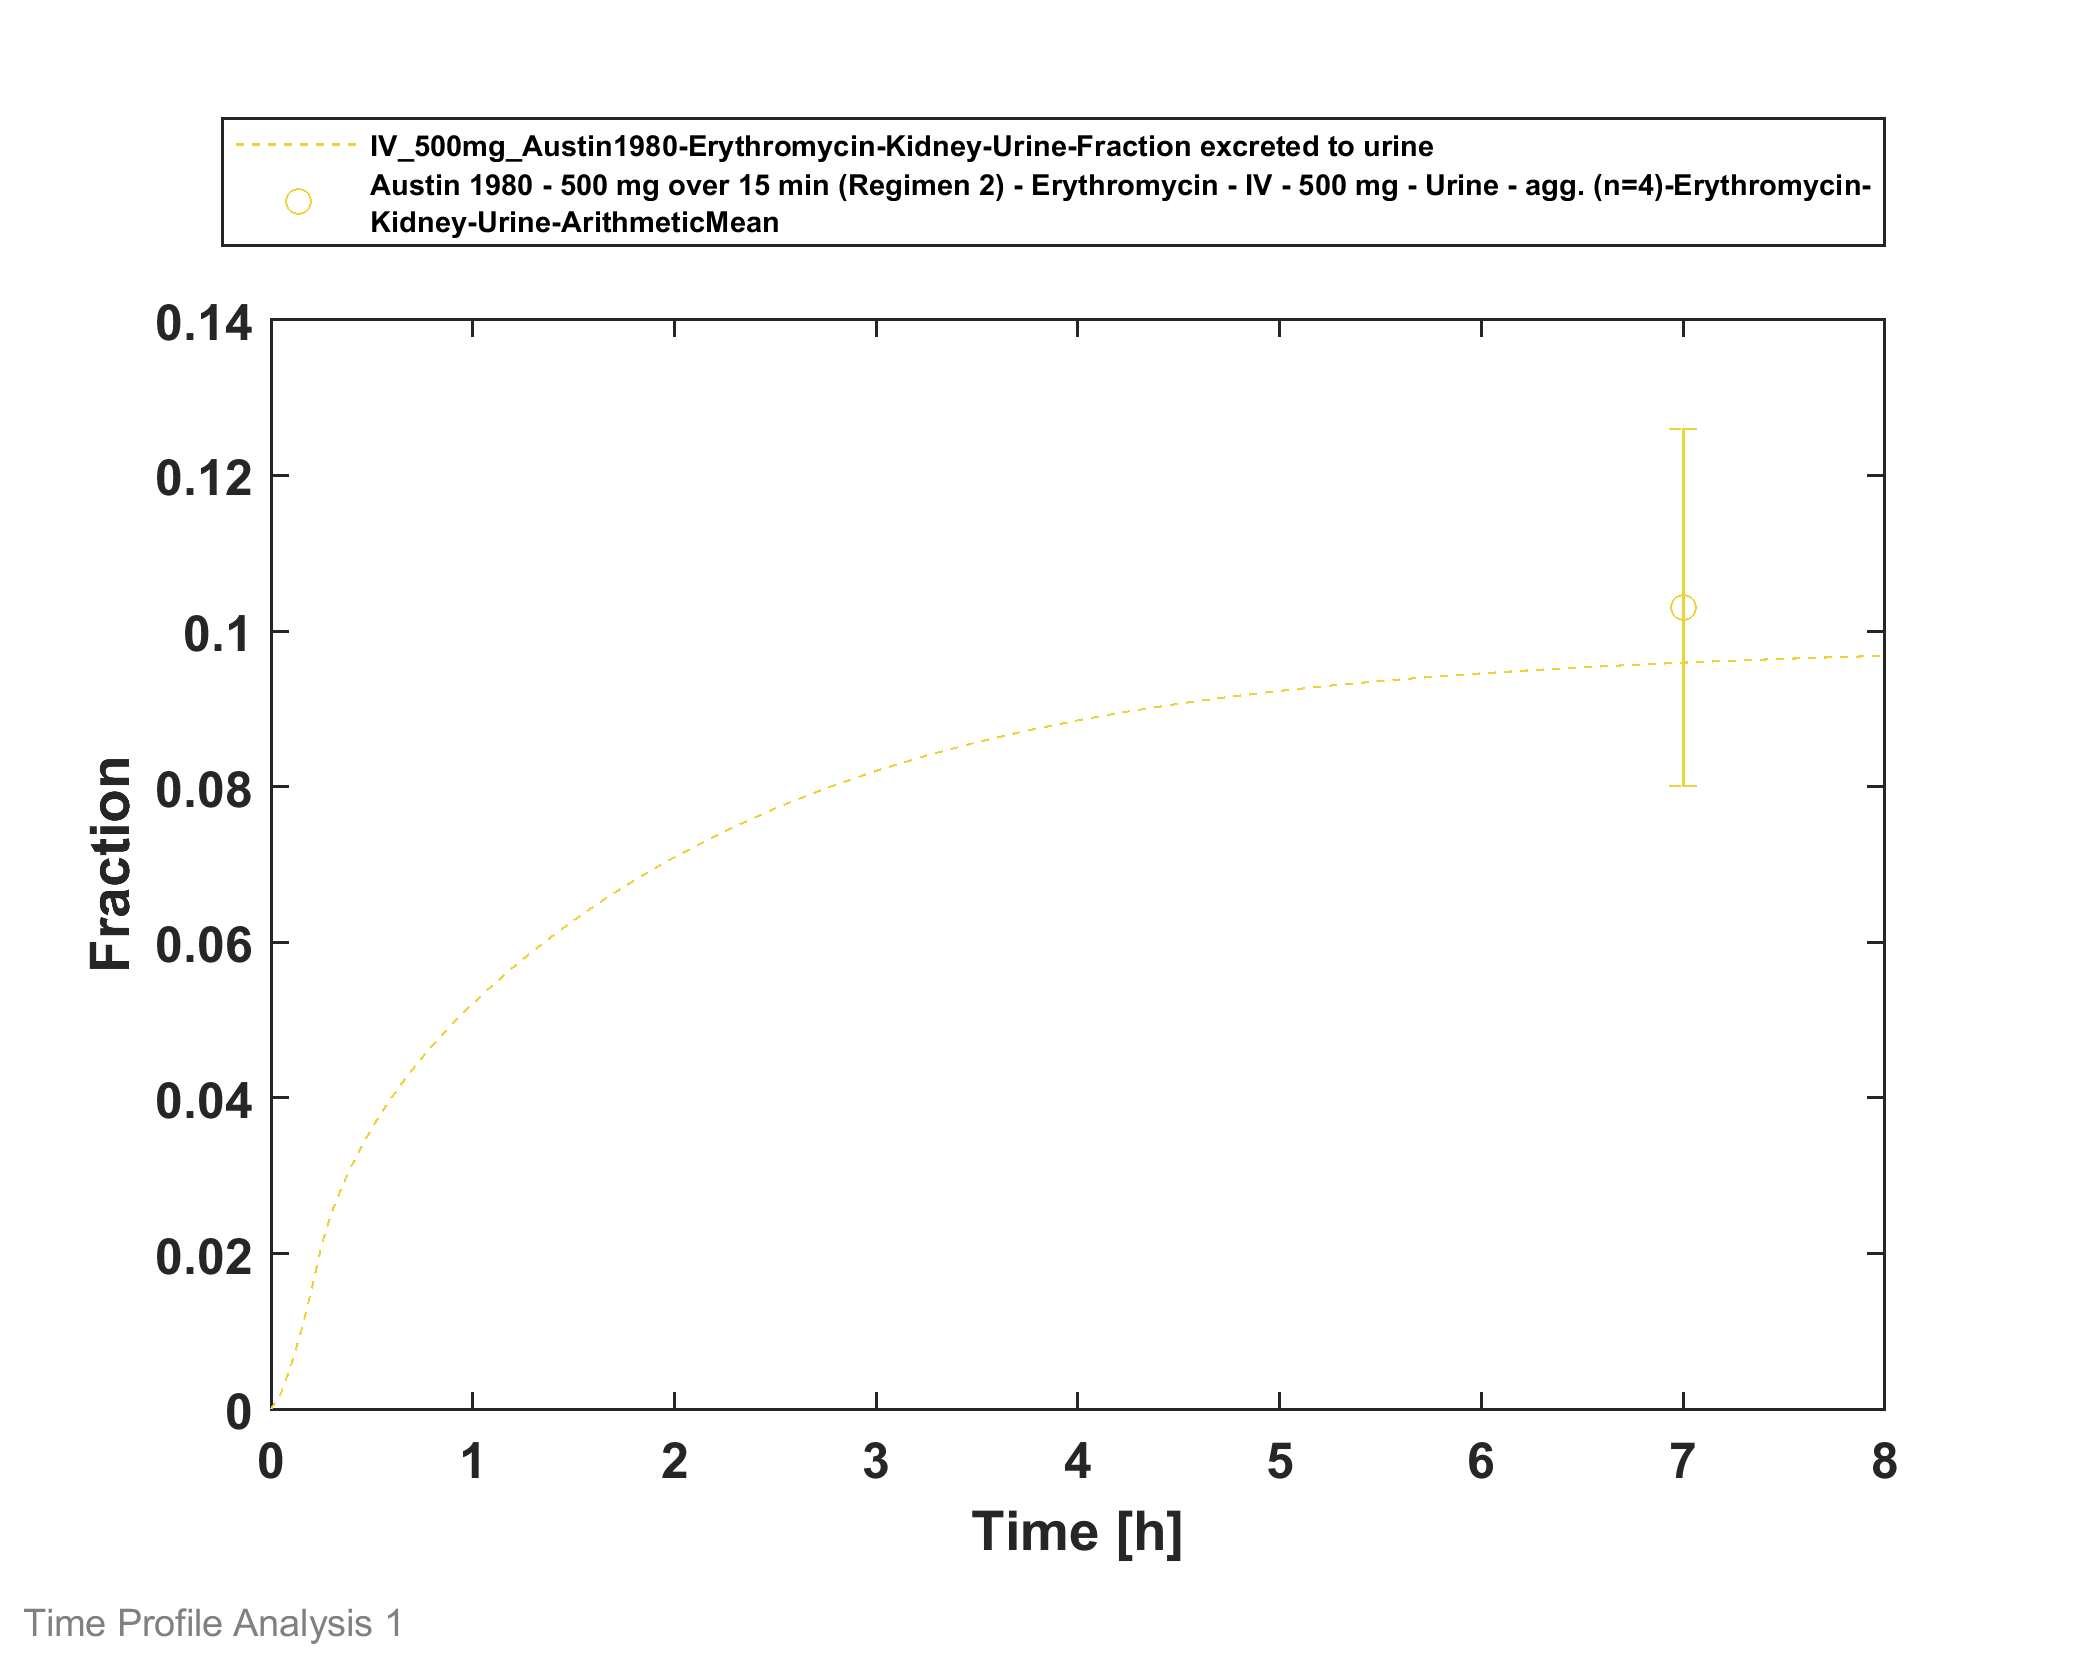 IV_500mg_Austin1980-Erythromycin-Kidney-Urine-Fraction excreted to urine
Austin 1980 - 500 mg over 15 min (Regimen 2) - Erythromycin - IV - 500 mg - Urine - agg. (n=4)-Erythromycin-
Kidney-Urine-ArithmeticMean
0.14
0.12
0.1
0.08
0.06
0.04
0.02
0
Fraction
0 1 2 3 4 5 6 7 8
Time [h]
Time Profile Analysis 1